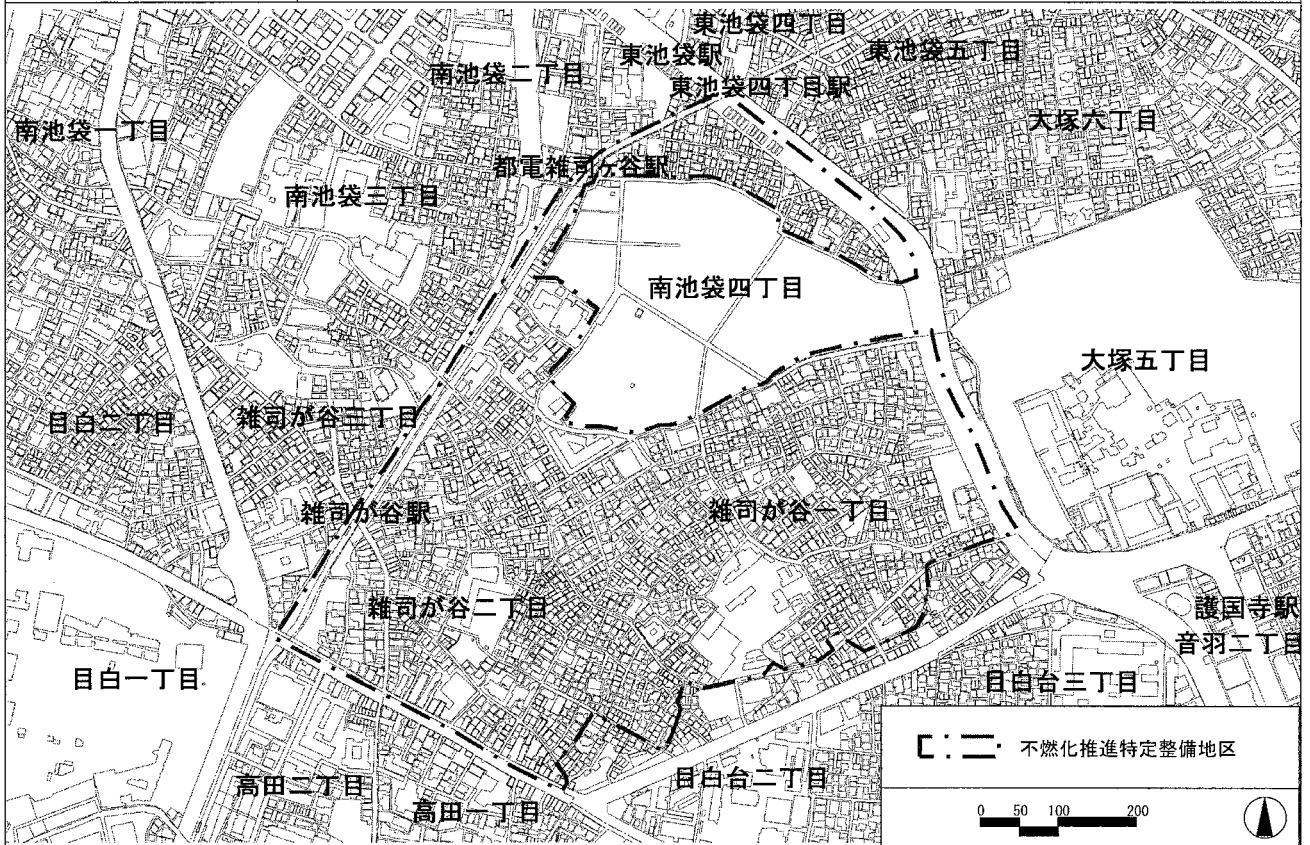 東池袋四丁目
東池袋駅
東池袋五丁目
南池袋二丁目
東池袋四丁目駅
南池袋一丁目
大塚六丁目
都電雑司ヶ谷駅
南池袋三丁目
南池袋四丁目
大塚五丁目
目白二丁目
雑司が谷三丁目
雑司が谷駅
雑司が谷一丁目
雑司が谷二丁目
護国寺駅
音羽二丁目
目白一丁目
目白台三丁目
不燃化推進特定整備地区
高田二丁目
高田一丁目
目白台二丁目
0 50 100 200